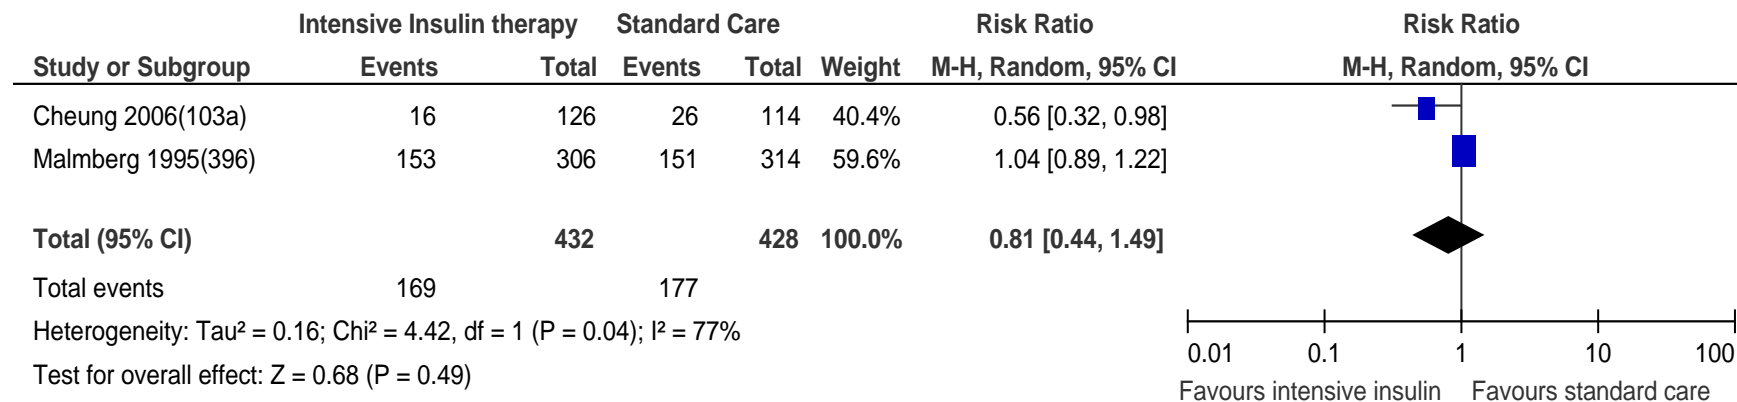 Intensive Insulin therapy Standard Care Risk Ratio Risk Ratio
Study or Subgroup Events Total Events Total Weight M-H, Random, 95% CI M-H, Random, 95% CI
Cheung 2006(103a) 16 126 26 114 40.4% 0.56 [0.32, 0.98]
Malmberg 1995(396) 153 306 151 314 59.6% 1.04 [0.89, 1.22]
Total (95% CI) 432 428 100.0% 0.81 [0.44, 1.49]
Total events 169 177
Heterogeneity: Tau² = 0.16; Chi² = 4.42, df = 1 (P = 0.04); I² = 77%
Test for overall effect: Z = 0.68 (P = 0.49)
0.01 0.1 1 10 100
Favours intensive insulin Favours standard care